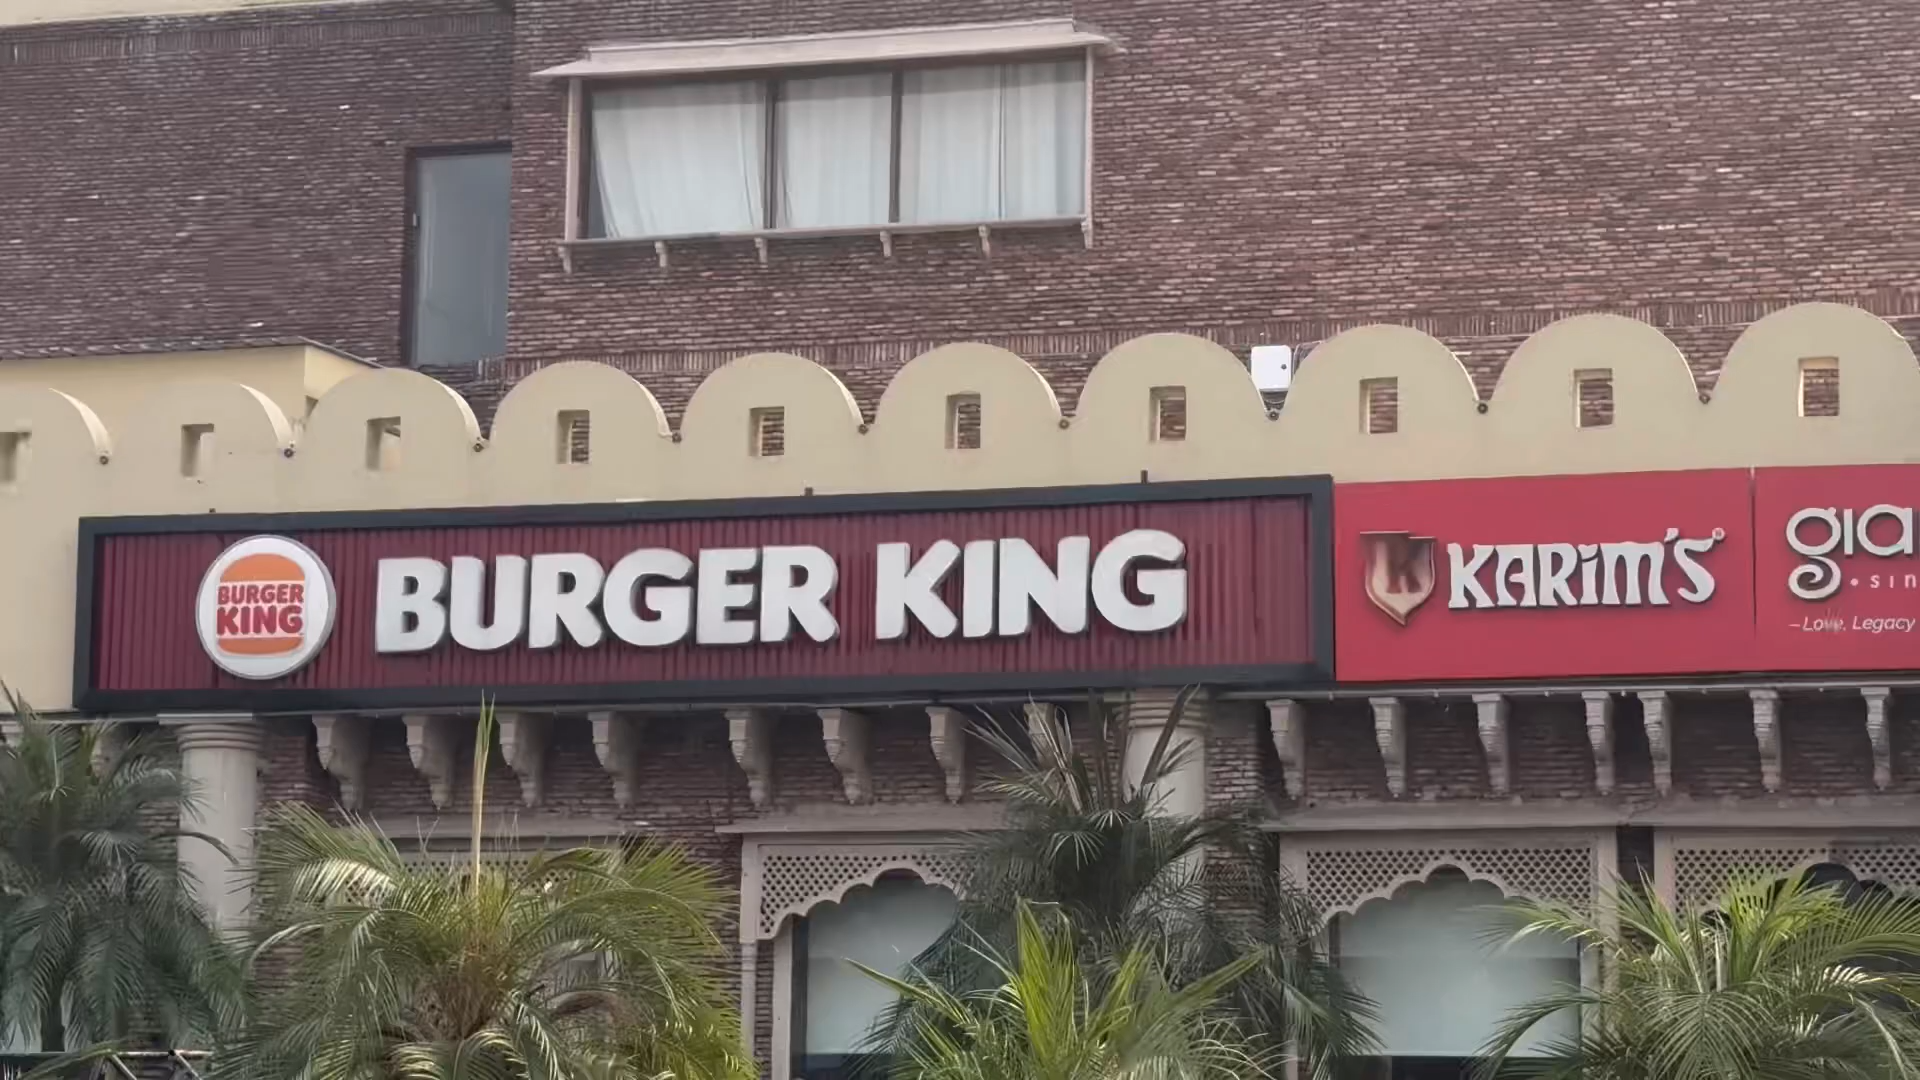 BURGER
KING
BURGER KING
K KARIM'S
gia
• SIN
– Love, Legacy